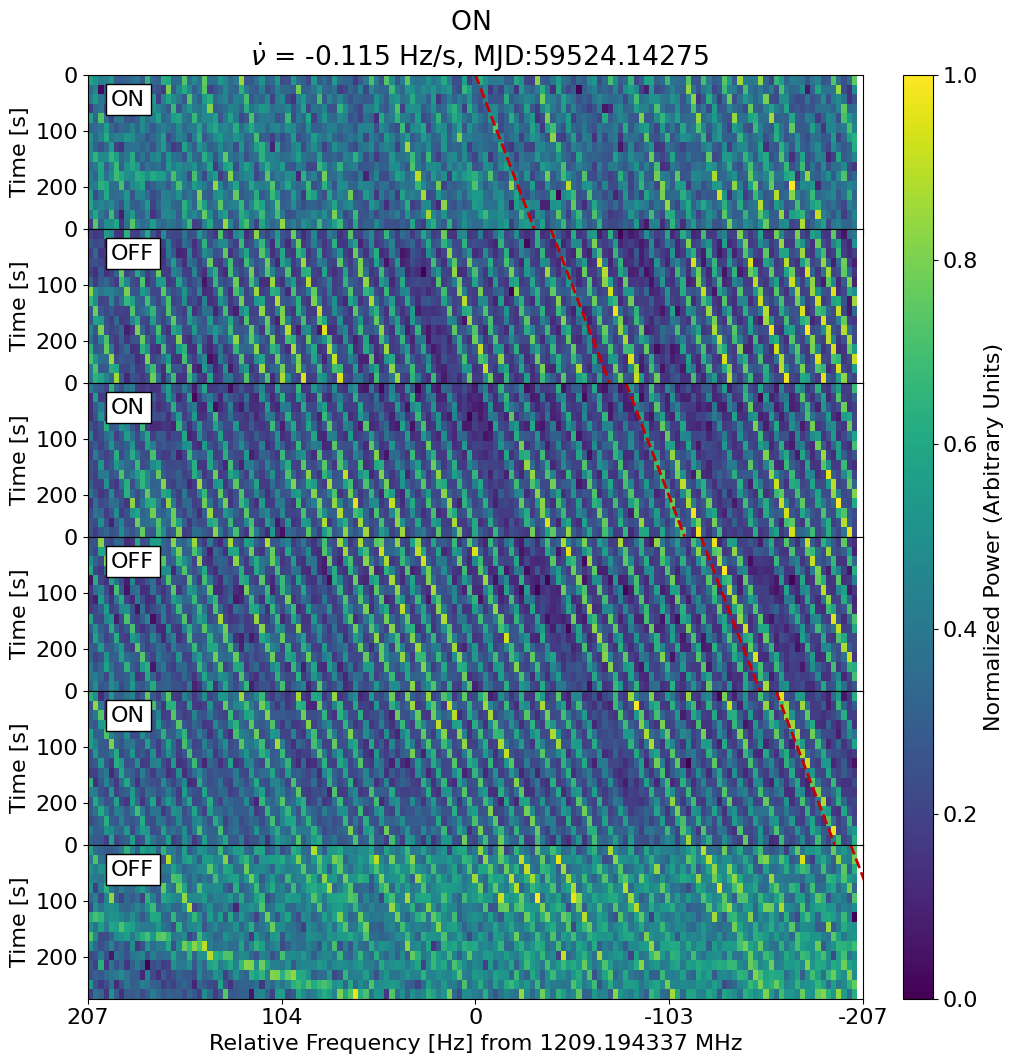 ON
ν̇ = -0.115 Hz/s, MJD:59524.14275
0
100
200
Time [s]
ON
0
100
200
Time [s]
OFF
0
100
200
Time [s]
ON
0
100
200
Time [s]
OFF
0
100
200
Time [s]
ON
0
100
200
Time [s]
OFF
207
104
0
-103
-207
Relative Frequency [Hz] from 1209.194337 MHz
1.0
0.8
0.6
0.4
0.2
0.0
Normalized Power (Arbitrary Units)